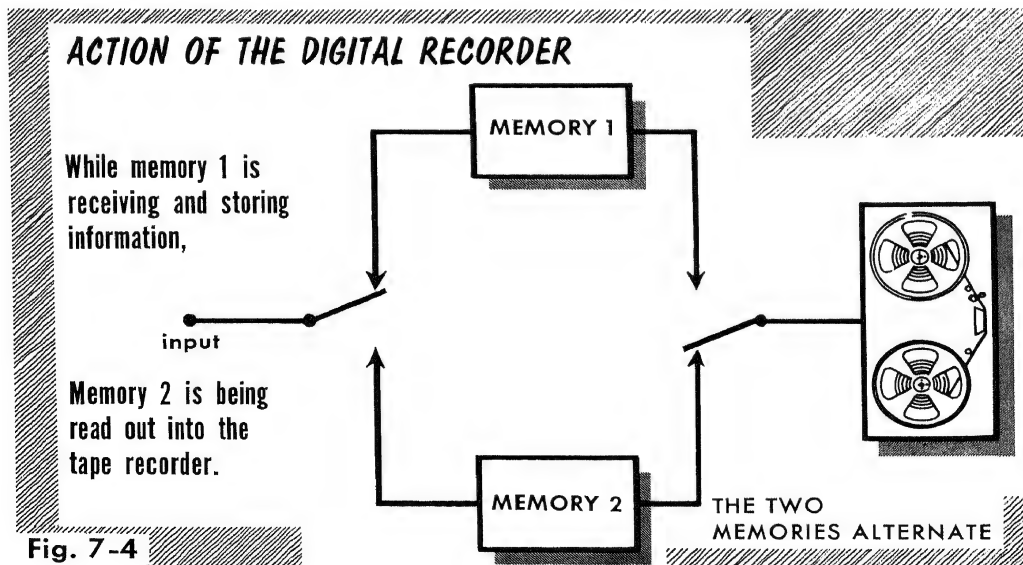 ACTION OF THE DIGITAL RECORDER
MEMORY 1
While memory 1 is
receiving and storing
information,
input
Memory 2 is being
read out into the
tape recorder.
MEMORY 2
THE TWO
MEMORIES ALTERNATE
Fig. 7-4